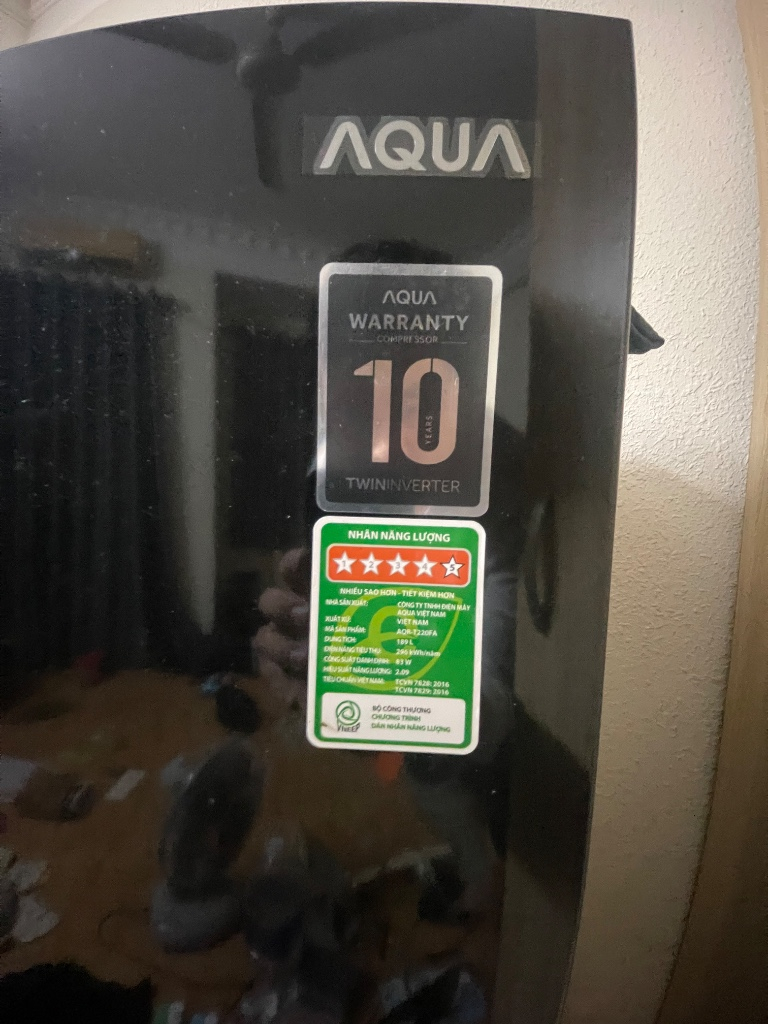 AQUA
AQUA
WARRANTY
COMPRESSOR
10
YEARS
TWININVERTER
NHÃN NĂNG LƯỢNG
1 2 3 4 5
NHIỀU SAO HƠN - TIẾT KIỆM HƠN
NHÀ SẢN XUẤT: CÔNG TY TNHH ĐIỆN MÁY
AQUA VIỆT NAM
XUẤT XỨ: VIỆT NAM
MÃ SẢN PHẨM: AQR-T220FA
DUNG TÍCH: 189 L
ĐIỆN NĂNG TIÊU THỤ: 296 kWh/năm
CÔNG SUẤT DANH ĐỊNH: 83 W
HIỆU SUẤT NĂNG LƯỢNG: 2.09
TIÊU CHUẨN VIỆT NAM: TCVN 7828: 2016
TCVN 7829: 2016
VNEEP
BỘ CÔNG THƯƠNG
CHƯƠNG TRÌNH
DÁN NHÃN NĂNG LƯỢNG